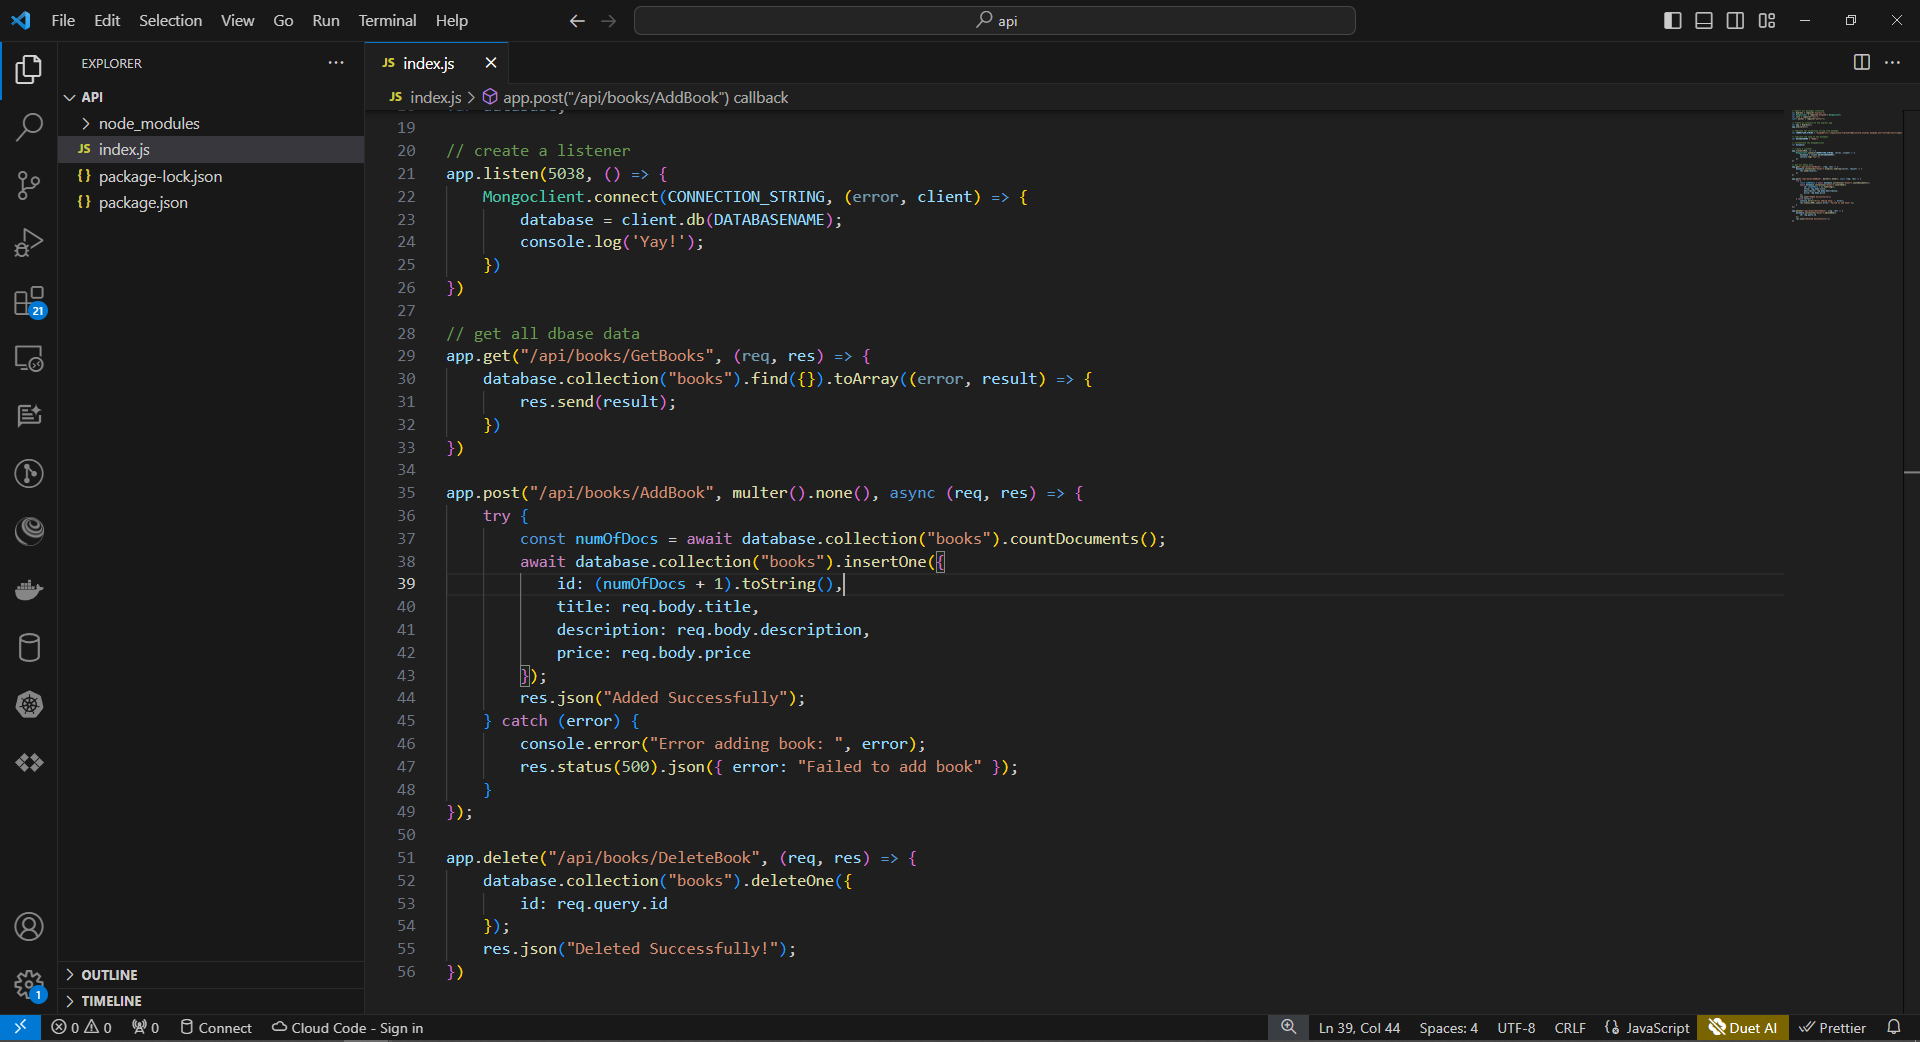 File Edit Selection View Go Run Terminal Help
api
EXPLORER
API
node_modules
JS index.js
{} package-lock.json
{} package.json
OUTLINE
TIMELINE
21
1
JS index.js
JS index.js > app.post("/api/books/AddBook") callback
19
20 // create a listener
21 app.listen(5038, () => {
22 Mongoclient.connect(CONNECTION_STRING, (error, client) => {
23 database = client.db(DATABASENAME);
24 console.log('Yay!');
25 })
26 })
27
28 // get all dbase data
29 app.get("/api/books/GetBooks", (req, res) => {
30 database.collection("books").find({}).toArray((error, result) => {
31 res.send(result);
32 })
33 })
34
35 app.post("/api/books/AddBook", multer().none(), async (req, res) => {
36 try {
37 const numOfDocs = await database.collection("books").countDocuments();
38 await database.collection("books").insertOne({
39 id: (numOfDocs + 1).toString(),
40 title: req.body.title,
41 description: req.body.description,
42 price: req.body.price
43 });
44 res.json("Added Successfully");
45 } catch (error) {
46 console.error("Error adding book: ", error);
47 res.status(500).json({ error: "Failed to add book" });
48 }
49 });
50
51 app.delete("/api/books/DeleteBook", (req, res) => {
52 database.collection("books").deleteOne({
53 id: req.query.id
54 });
55 res.json("Deleted Successfully!");
56 })
0 0 0 Connect Cloud Code - Sign in Ln 39, Col 44 Spaces: 4 UTF-8 CRLF {} JavaScript Duet AI Prettier